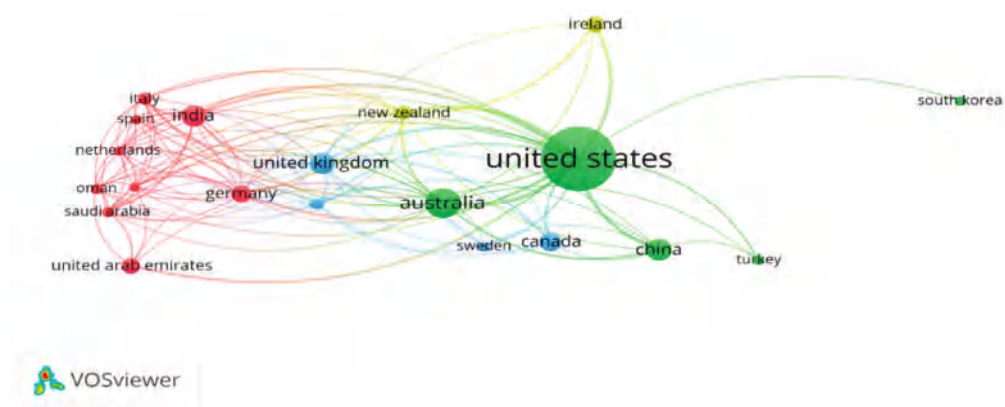 ireland
italy
south korea
spain
india
new zealand
netherlands
united kingdom
united states
oman
germany
australia
saudi arabia
sweden
canada
china
turkey
united arab emirates
VOSviewer